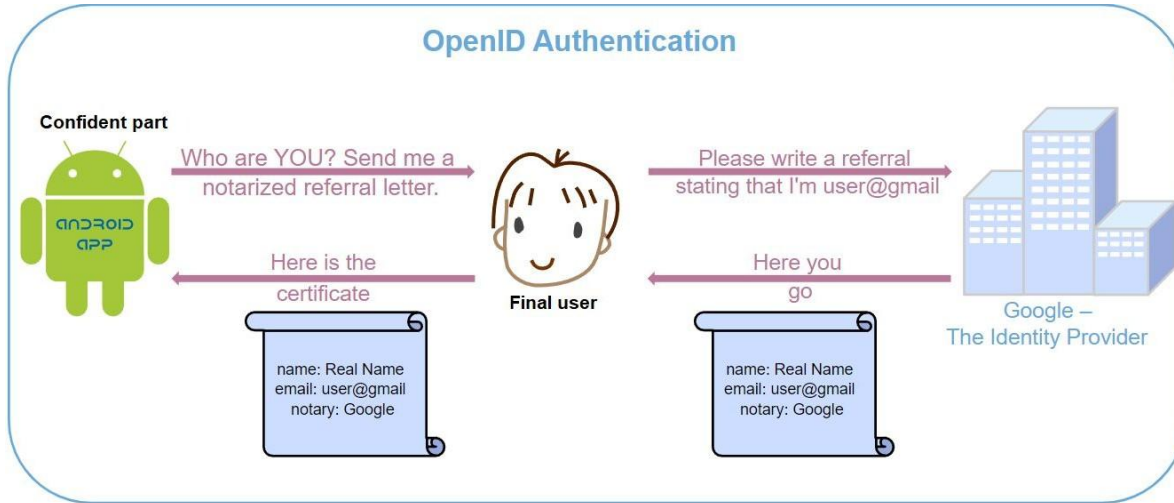 OpenID Authentication
Confident part
ANDROID
APP
Who are YOU? Send me a
notarized referral letter.
Here is the
certificate
name: Real Name
email: user@gmail
notary: Google
Final user
Please write a referral
stating that I'm user@gmail
Here you
go
name: Real Name
email: user@gmail
notary: Google
Google –
The Identity Provider